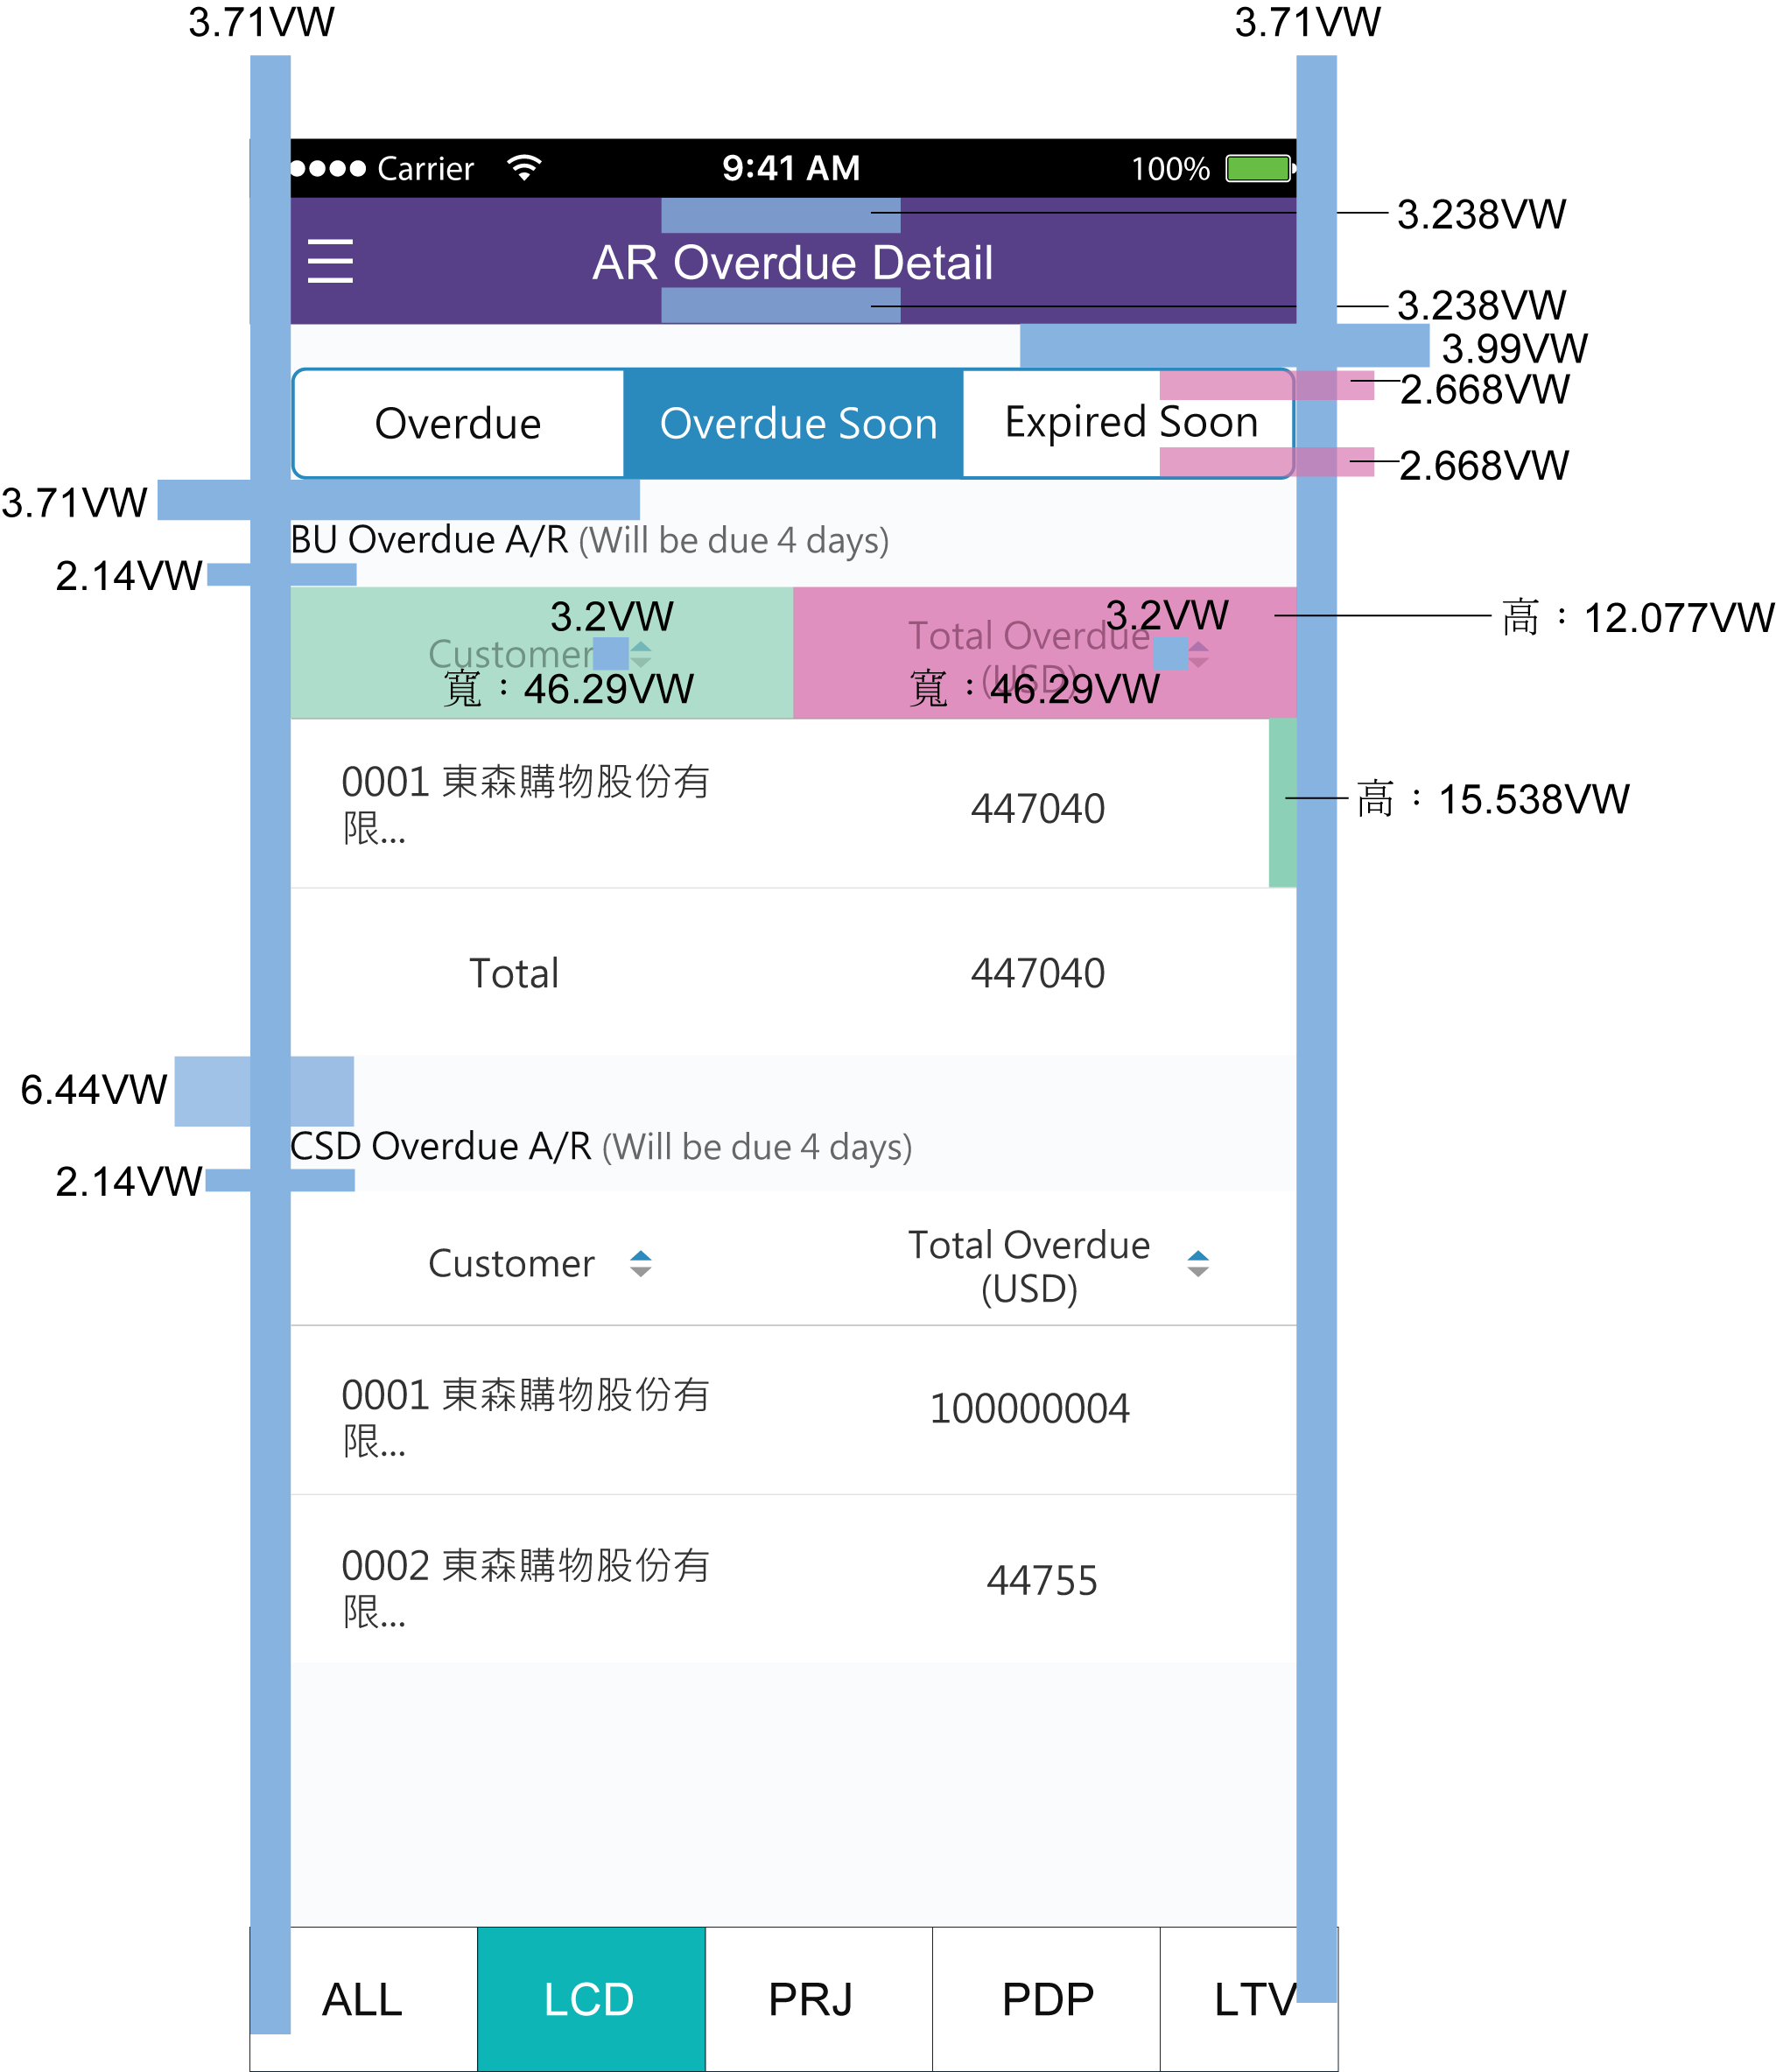 3.71VW 3.71VW
Carrier 9:41 AM 100%
3.238VW
AR Overdue Detail
3.238VW
3.99VW
2.668VW
Overdue Overdue Soon Expired Soon
2.668VW
3.71VW
BU Overdue A/R (Will be due 4 days)
2.14VW
3.2VW 3.2VW 高：12.077VW
Customer Total Overdue
(USD)
寬：46.29VW 寬：46.29VW
0001 東森購物股份有
限...
447040
高：15.538VW
Total 447040
6.44VW
CSD Overdue A/R (Will be due 4 days)
2.14VW
Customer Total Overdue
(USD)
0001 東森購物股份有
限...
100000004
0002 東森購物股份有
限...
44755
ALL LCD PRJ PDP LTV